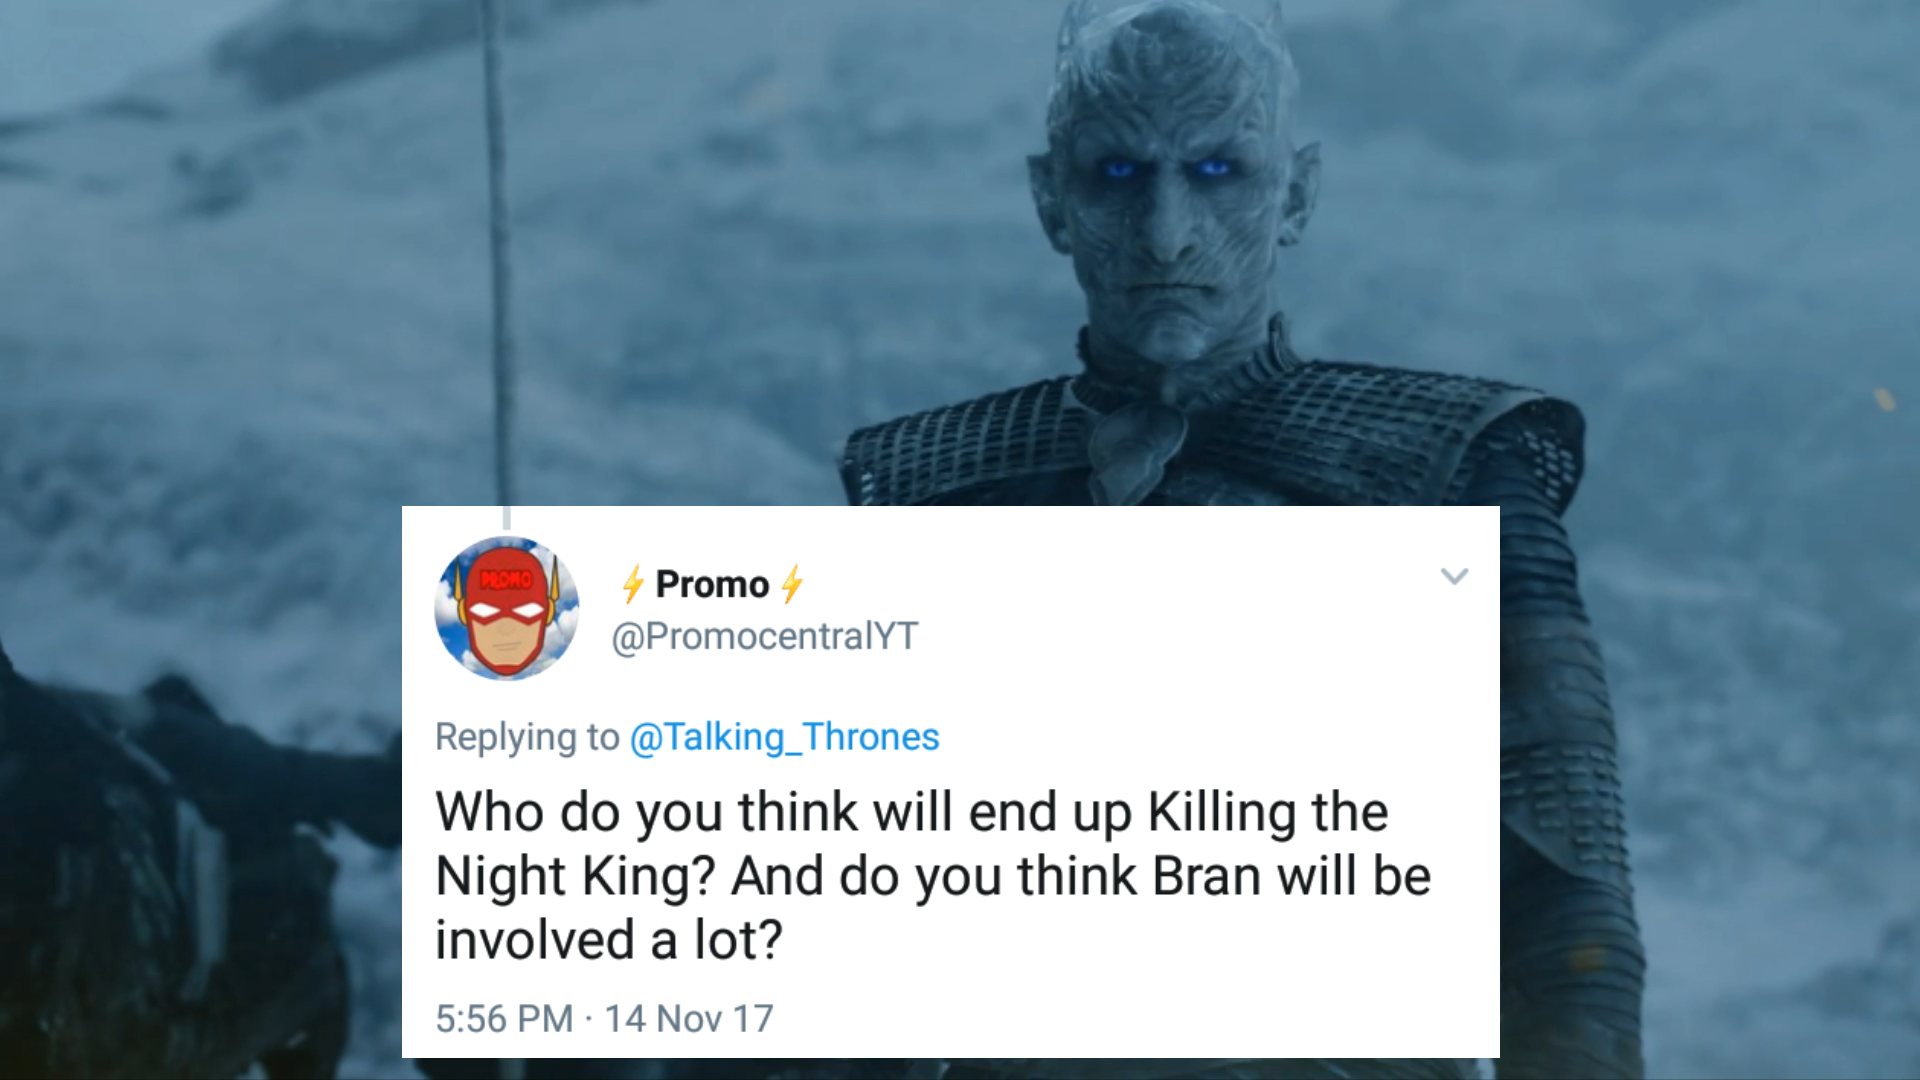 PROMO
⚡ Promo ⚡
@PromocentralYT
Replying to @Talking_Thrones
Who do you think will end up Killing the
Night King? And do you think Bran will be
involved a lot?
5:56 PM · 14 Nov 17